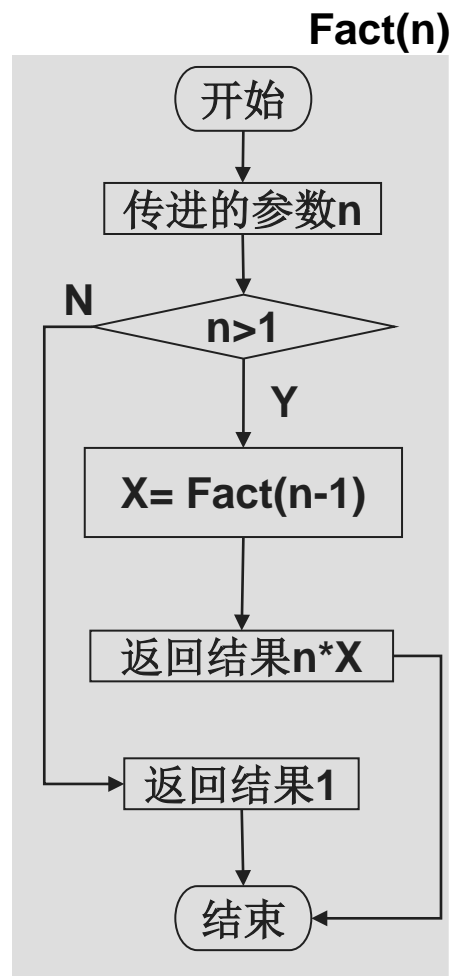 Fact(n)
开始
传进的参数n
N
n>1
Y
X= Fact(n-1)
返回结果n*X
返回结果1
结束